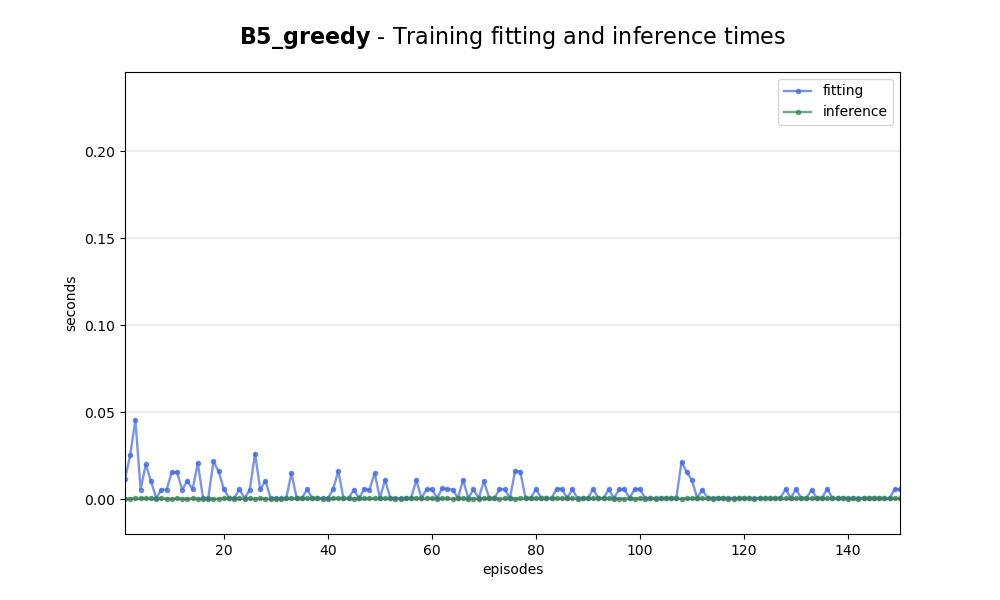 B5_greedy - Training fitting and inference times
fitting
inference
0.20
0.15
0.10
0.05
0.00
seconds
20 40 60 80 100 120 140
episodes